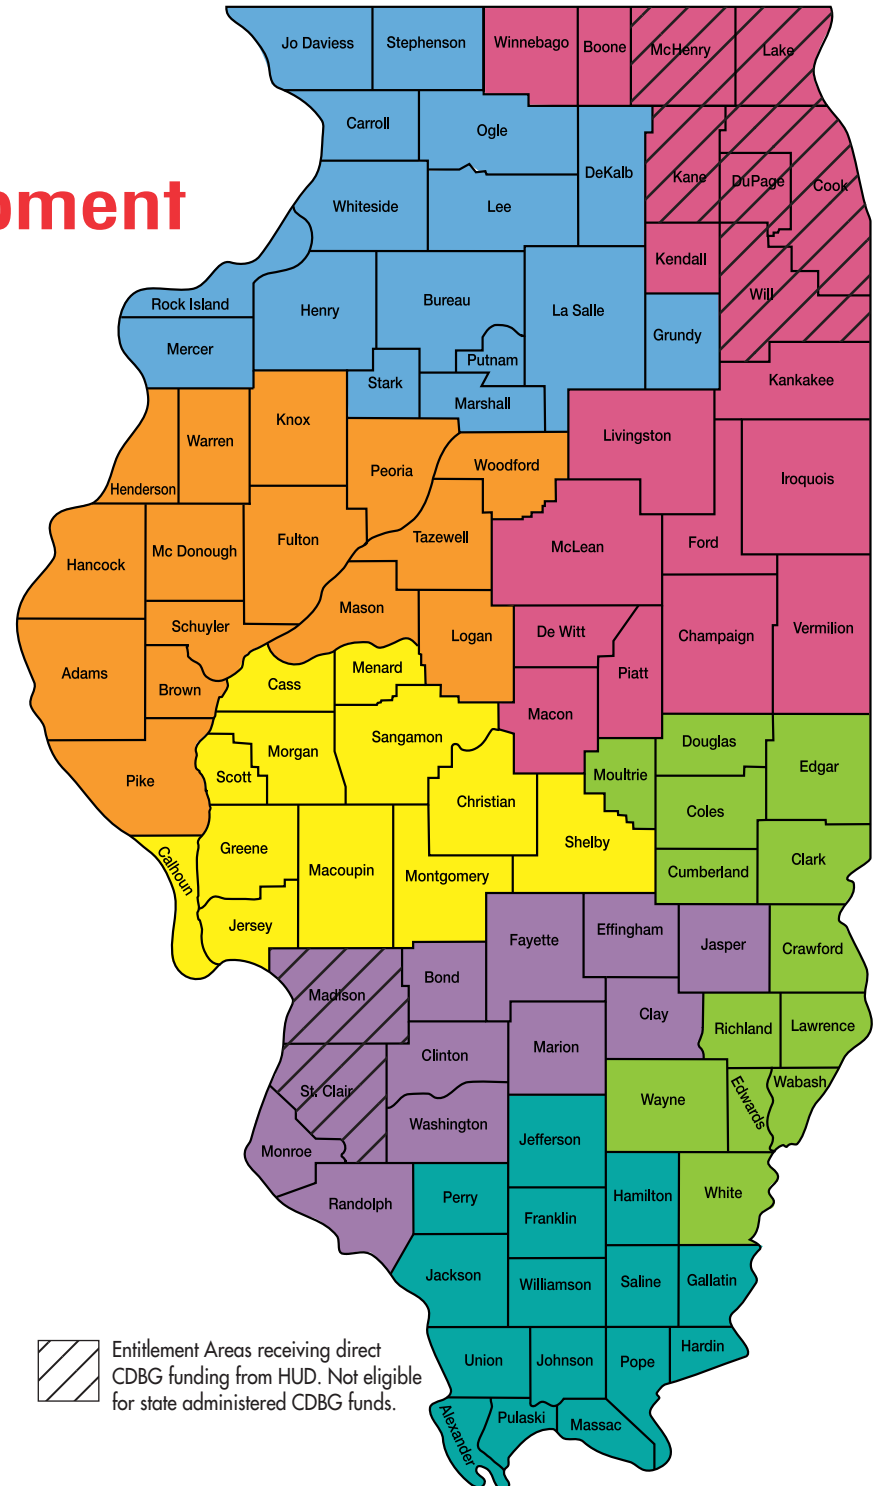 Jo Daviess
Stephenson
Winnebago
Boone
McHenry
Lake
Carroll
Ogle
DeKalb
Kane
DuPage
Cook
pment
Whiteside
Lee
Kendall
Rock Island
Henry
Bureau
La Salle
Will
Grundy
Mercer
Putnam
Stark
Marshall
Kankakee
Henderson
Warren
Knox
Peoria
Woodford
Livingston
Iroquois
Hancock
Mc Donough
Fulton
Tazewell
McLean
Ford
Schuyler
Mason
Logan
De Witt
Champaign
Vermilion
Adams
Brown
Cass
Menard
Piatt
Macon
Sangamon
Morgan
Scott
Pike
Christian
Moultrie
Douglas
Edgar
Coles
Shelby
Calhoun
Greene
Macoupin
Montgomery
Cumberland
Clark
Jersey
Fayette
Effingham
Jasper
Crawford
Madison
Bond
Clay
Richland
Lawrence
Clinton
Marion
St. Clair
Wayne
Edwards
Wabash
Washington
Jefferson
Monroe
Randolph
Perry
Franklin
Hamilton
White
Jackson
Williamson
Saline
Gallatin
Union
Johnson
Pope
Hardin
Alexander
Pulaski
Massac
Entitlement Areas receiving direct
CDBG funding from HUD. Not eligible
for state administered CDBG funds.